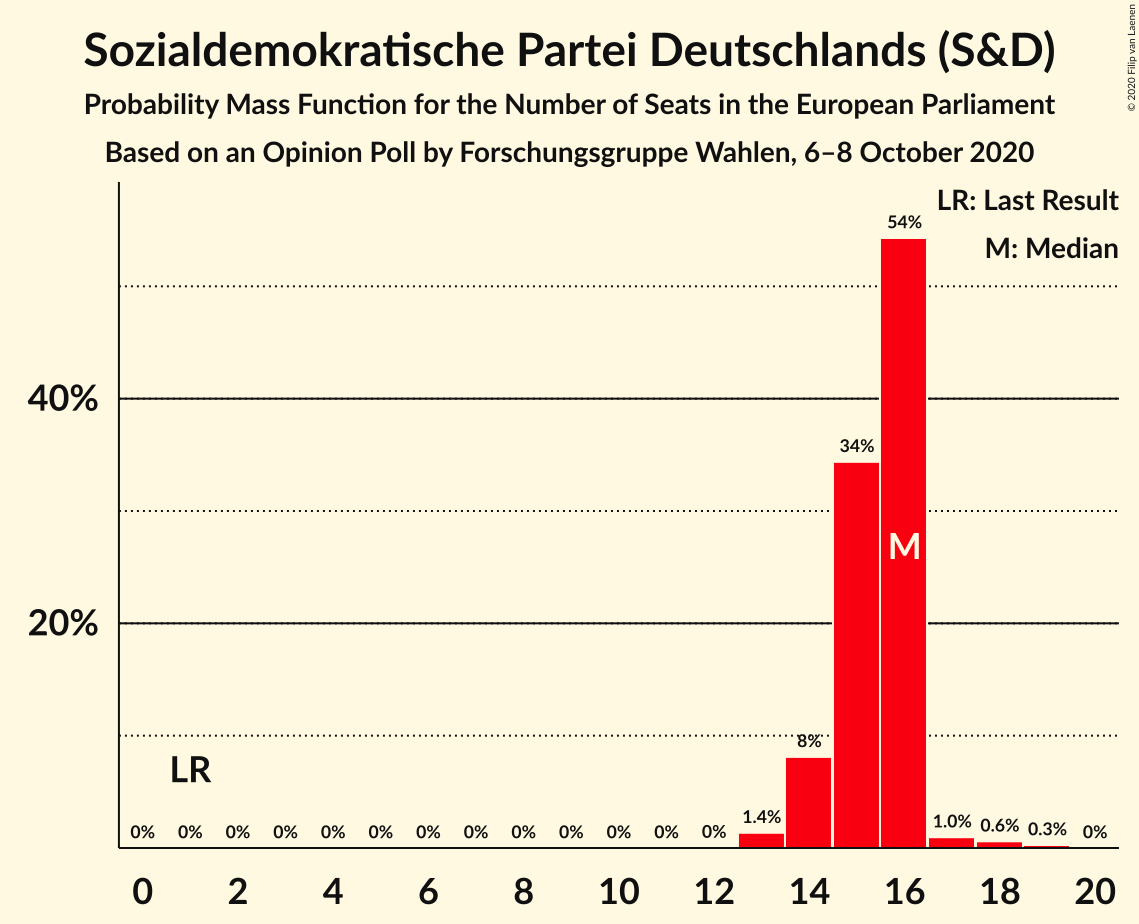 Sozialdemokratische Partei Deutschlands (S&D)
Probability Mass Function for the Number of Seats in the European Parliament
Based on an Opinion Poll by Forschungsgruppe Wahlen, 6–8 October 2020
© 2020 Filip van Laenen
LR: Last Result
M: Median
54%
40%
34%
M
20%
8%
LR
0% 0% 0% 0% 0% 0% 0% 0% 0% 0% 0% 0% 0% 1.4% 1.0% 0.6% 0.3% 0%
0 2 4 6 8 10 12 14 16 18 20